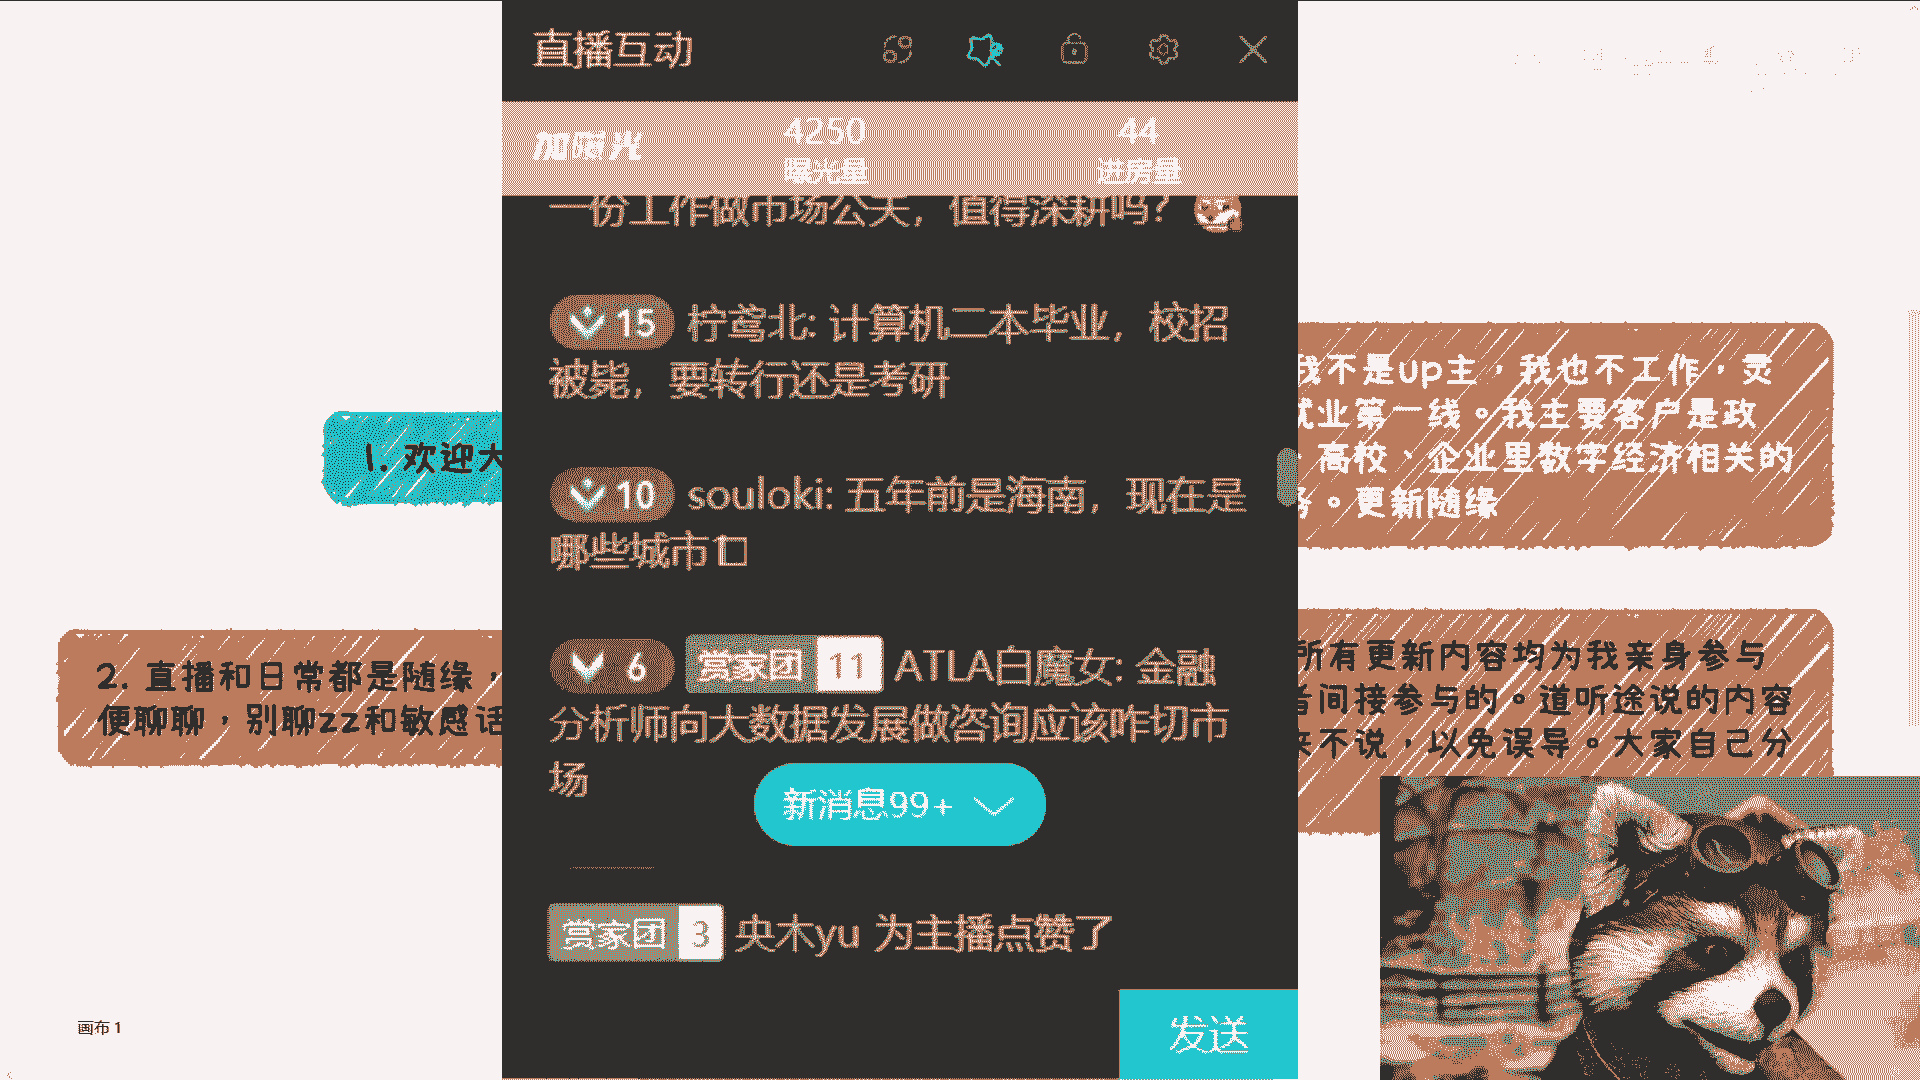 直播互动
加时光
4250
曝光量
44
进房量
一份工作做市场公关，值得深耕吗？
15 柠鸢北: 计算机二本毕业，校招
被毙，要转行还是考研
10 souloki: 五年前是海南，现在是
哪些城市
6 赏家团 11 ATLA白魔女: 金融
分析师向大数据发展做咨询应该咋切市
场
新消息99+
赏家团 3 央木yu 为主播点赞了
发送
1. 欢迎大
2. 直播和日常都是随缘，
便聊聊，别聊zz和敏感话
我不是up主，我也不工作，灵
就业第一线。我主要客户是政
、高校、企业里数字经济相关的
务。更新随缘
所有更新内容均为我亲身参与
者间接参与的。道听途说的内容
来不说，以免误导。大家自己分
画布 1